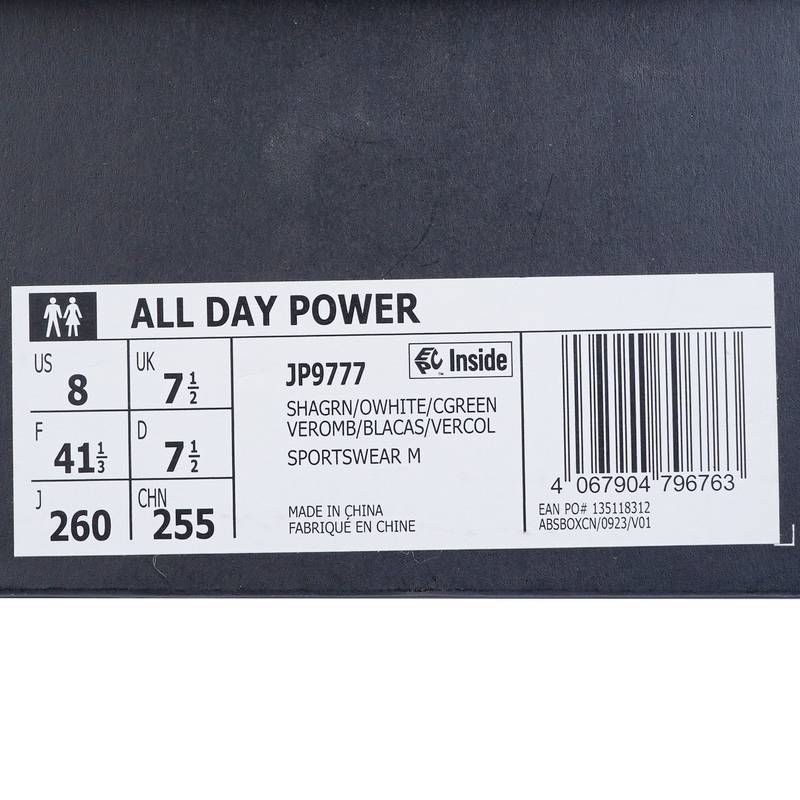 ALL DAY POWER
US 8 UK 7 1/2
F 41 1/3 D 7 1/2
J 260 CHN 255
JP9777 Inside
™
SHAGRN/OWHITE/CGREEN
VEROMB/BLACAS/VERCOL
SPORTSWEAR M
MADE IN CHINA
FABRIQUÉ EN CHINE
4 067904 796763
EAN PO# 135118312
ABSBOXCN/0923/V01